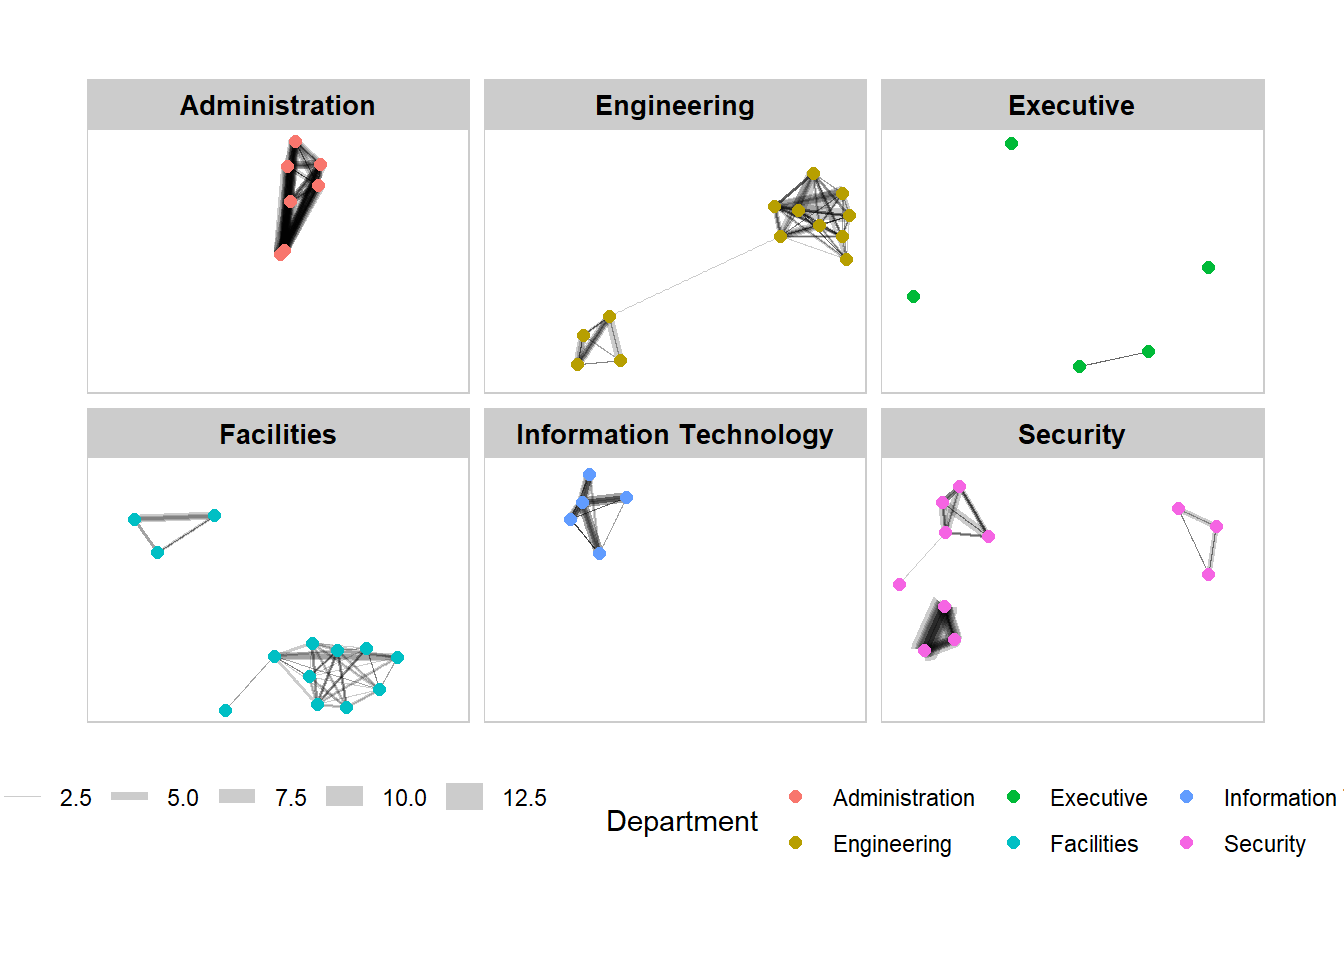 Administration
Engineering
Executive
Facilities
Information Technology
Security
2.5 5.0 7.5 10.0 12.5
Department
Administration Executive Information
Engineering Facilities Security